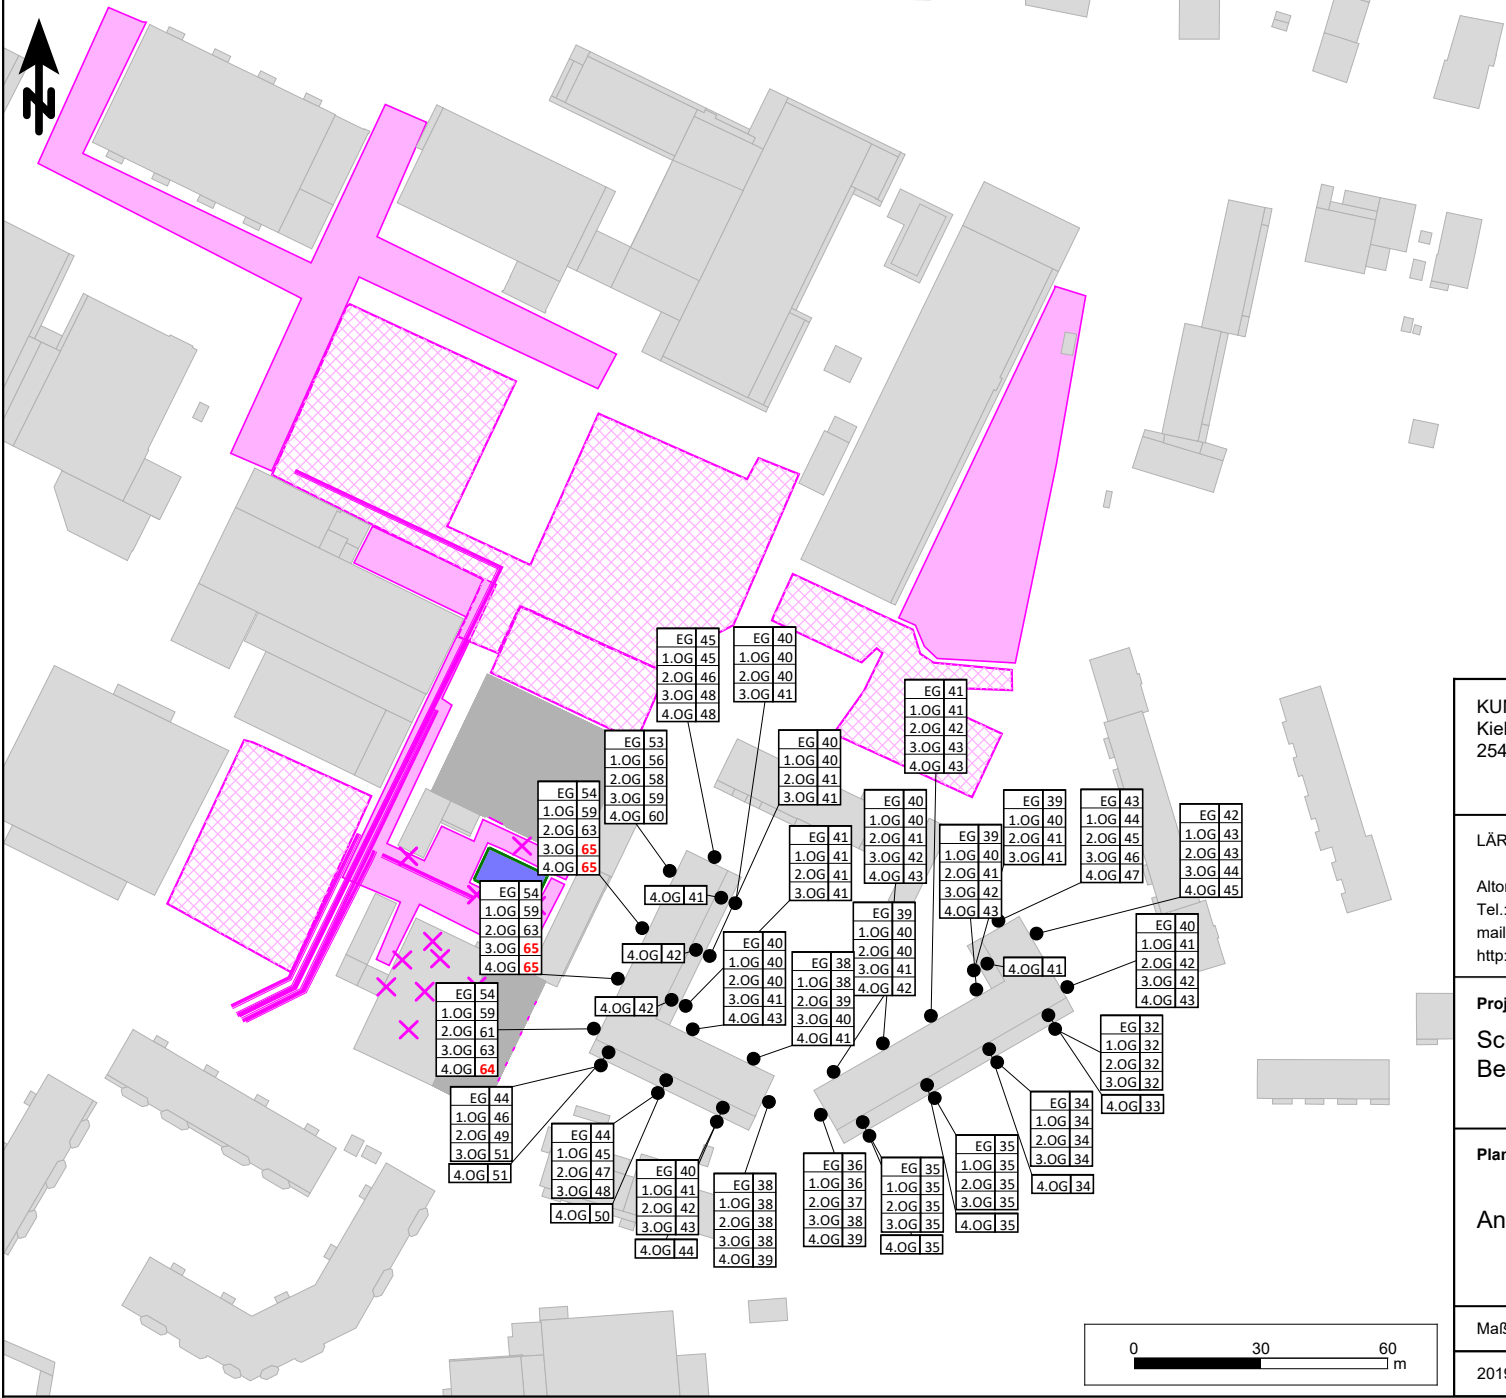 N
EG 45
1.OG 45
2.OG 46
3.OG 48
4.OG 48
EG 40
1.OG 40
2.OG 40
3.OG 41
EG 41
1.OG 41
2.OG 42
3.OG 43
4.OG 43
EG 53
1.OG 56
2.OG 58
3.OG 59
4.OG 60
EG 40
1.OG 40
2.OG 41
3.OG 41
EG 54
1.OG 59
2.OG 63
3.OG 65
4.OG 65
EG 40
1.OG 40
2.OG 41
3.OG 42
4.OG 43
EG 39
1.OG 40
2.OG 41
3.OG 41
EG 43
1.OG 44
2.OG 45
3.OG 46
4.OG 47
EG 42
1.OG 43
2.OG 43
3.OG 44
4.OG 45
EG 41
1.OG 41
2.OG 41
3.OG 41
EG 39
1.OG 40
2.OG 41
3.OG 42
4.OG 43
4.OG 41
EG 54
1.OG 59
2.OG 63
3.OG 65
4.OG 65
EG 39
1.OG 40
2.OG 40
3.OG 41
4.OG 42
EG 40
1.OG 41
2.OG 42
3.OG 42
4.OG 43
4.OG 42
EG 40
1.OG 40
2.OG 40
3.OG 41
4.OG 43
EG 38
1.OG 38
2.OG 39
3.OG 40
4.OG 41
4.OG 41
4.OG 42
EG 54
1.OG 59
2.OG 61
3.OG 63
4.OG 64
EG 32
1.OG 32
2.OG 32
3.OG 32
4.OG 33
EG 44
1.OG 46
2.OG 49
3.OG 51
4.OG 51
EG 34
1.OG 34
2.OG 34
3.OG 34
4.OG 34
EG 44
1.OG 45
2.OG 47
3.OG 48
4.OG 50
EG 40
1.OG 41
2.OG 42
3.OG 43
4.OG 44
EG 38
1.OG 38
2.OG 38
3.OG 38
4.OG 39
EG 36
1.OG 36
2.OG 37
3.OG 38
4.OG 39
EG 35
1.OG 35
2.OG 35
3.OG 35
4.OG 35
EG 35
1.OG 35
2.OG 35
3.OG 35
4.OG 35
0 30 60
m
Kiel
254
LÄR
Tel.:
mail
http:
Proj
Be
Plan
An
Maß
2019